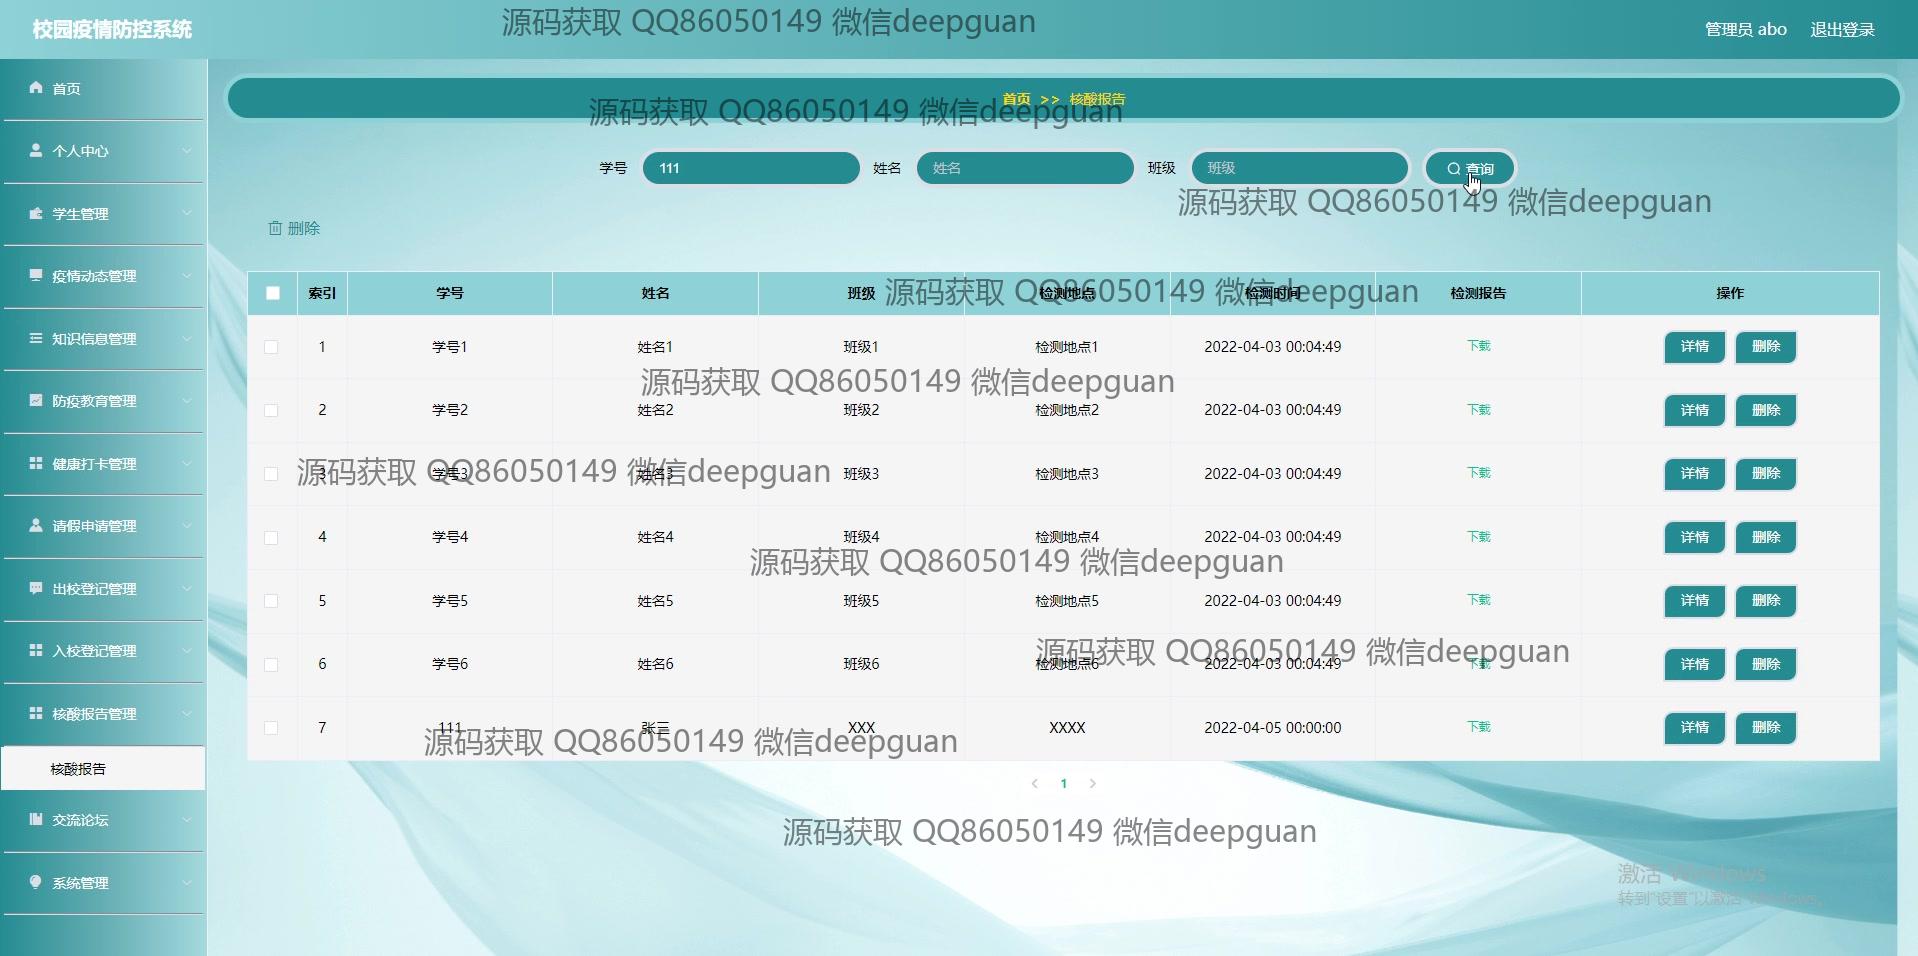 校园疫情防控系统
源码获取 QQ86050149 微信deepguan
管理员 abo 退出登录
首页
个人中心
学生管理
疫情动态管理
知识信息管理
防疫教育管理
健康打卡管理
请假申请管理
出校登记管理
入校登记管理
核酸报告管理
核酸报告
交流论坛
系统管理
首页 >> 核酸报告
源码获取 QQ86050149 微信deepguan
学号 111 姓名 姓名 班级 班级 查询
源码获取 QQ86050149 微信deepguan
删除
索引 学号 姓名 班级 检测地点 检测时间 检测报告 操作
源码获取 QQ86050149 微信deepguan
1 学号1 姓名1 班级1 检测地点1 2022-04-03 00:04:49 下载 详情 删除
源码获取 QQ86050149 微信deepguan
2 学号2 姓名2 班级2 检测地点2 2022-04-03 00:04:49 下载 详情 删除
3 学号3 姓名3 班级3 检测地点3 2022-04-03 00:04:49 下载 详情 删除
源码获取 QQ86050149 微信deepguan
4 学号4 姓名4 班级4 检测地点4 2022-04-03 00:04:49 下载 详情 删除
源码获取 QQ86050149 微信deepguan
5 学号5 姓名5 班级5 检测地点5 2022-04-03 00:04:49 下载 详情 删除
源码获取 QQ86050149 微信deepguan
6 学号6 姓名6 班级6 检测地点6 2022-04-03 00:04:49 下载 详情 删除
7 111 张三 XXX XXXX 2022-04-05 00:00:00 下载 详情 删除
源码获取 QQ86050149 微信deepguan
< 1 >
源码获取 QQ86050149 微信deepguan
激活 Windows
转到"设置"以激活 Windows。